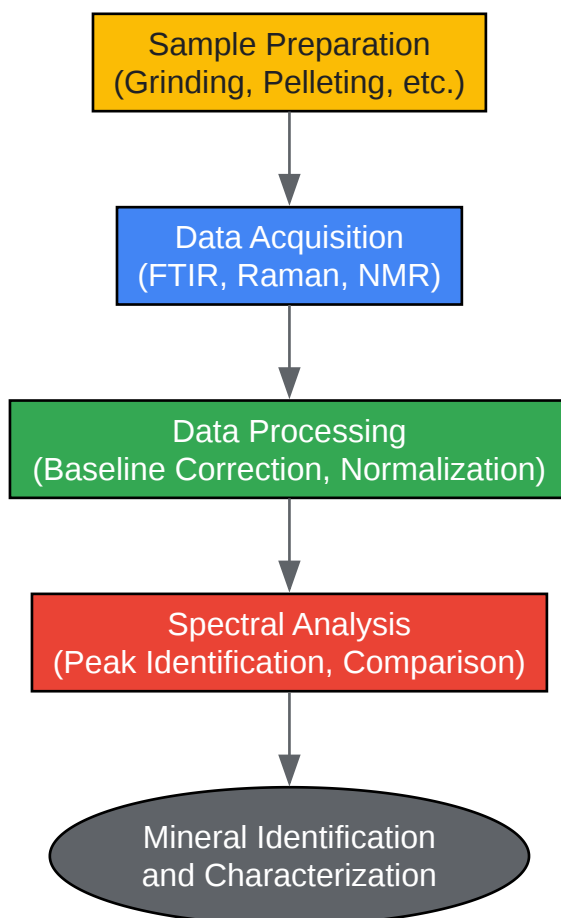 Sample Preparation
(Grinding, Pelleting, etc.)
Data Acquisition
(FTIR, Raman, NMR)
Data Processing
(Baseline Correction, Normalization)
Spectral Analysis
(Peak Identification, Comparison)
Mineral Identification
and Characterization